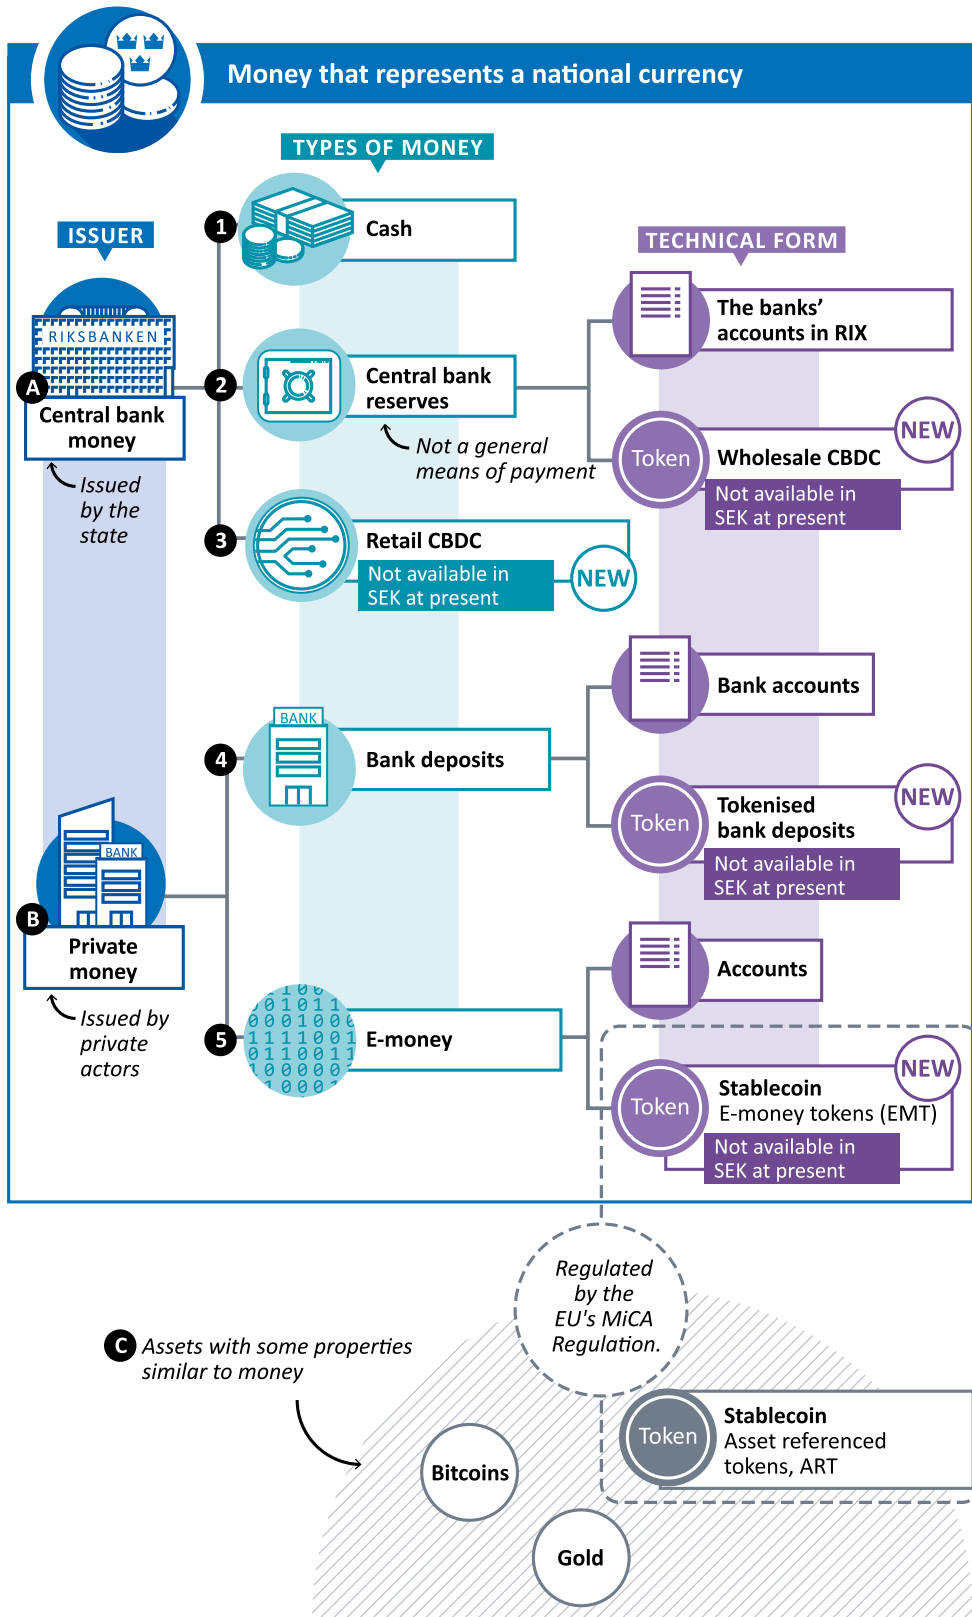 Money that represents a national currency
TYPES OF MONEY
ISSUER
TECHNICAL FORM
1
Cash
The banks’
accounts in RIX
RIKSBANKEN
A
Central bank
money
2
Central bank
reserves
Not a general
means of payment
Token
Wholesale CBDC
NEW
Not available in
SEK at present
Issued
by the
state
3
Retail CBDC
Not available in
SEK at present
NEW
Bank accounts
BANK
4
Bank deposits
Token
Tokenised
bank deposits
NEW
Not available in
SEK at present
BANK
B
Private
money
Issued by
private
actors
Accounts
5
E-money
Token
Stablecoin
E-money tokens (EMT)
NEW
Not available in
SEK at present
Regulated
by the
EU's MiCA
Regulation.
C
Assets with some properties
similar to money
Token
Stablecoin
Asset referenced
tokens, ART
Bitcoins
Gold